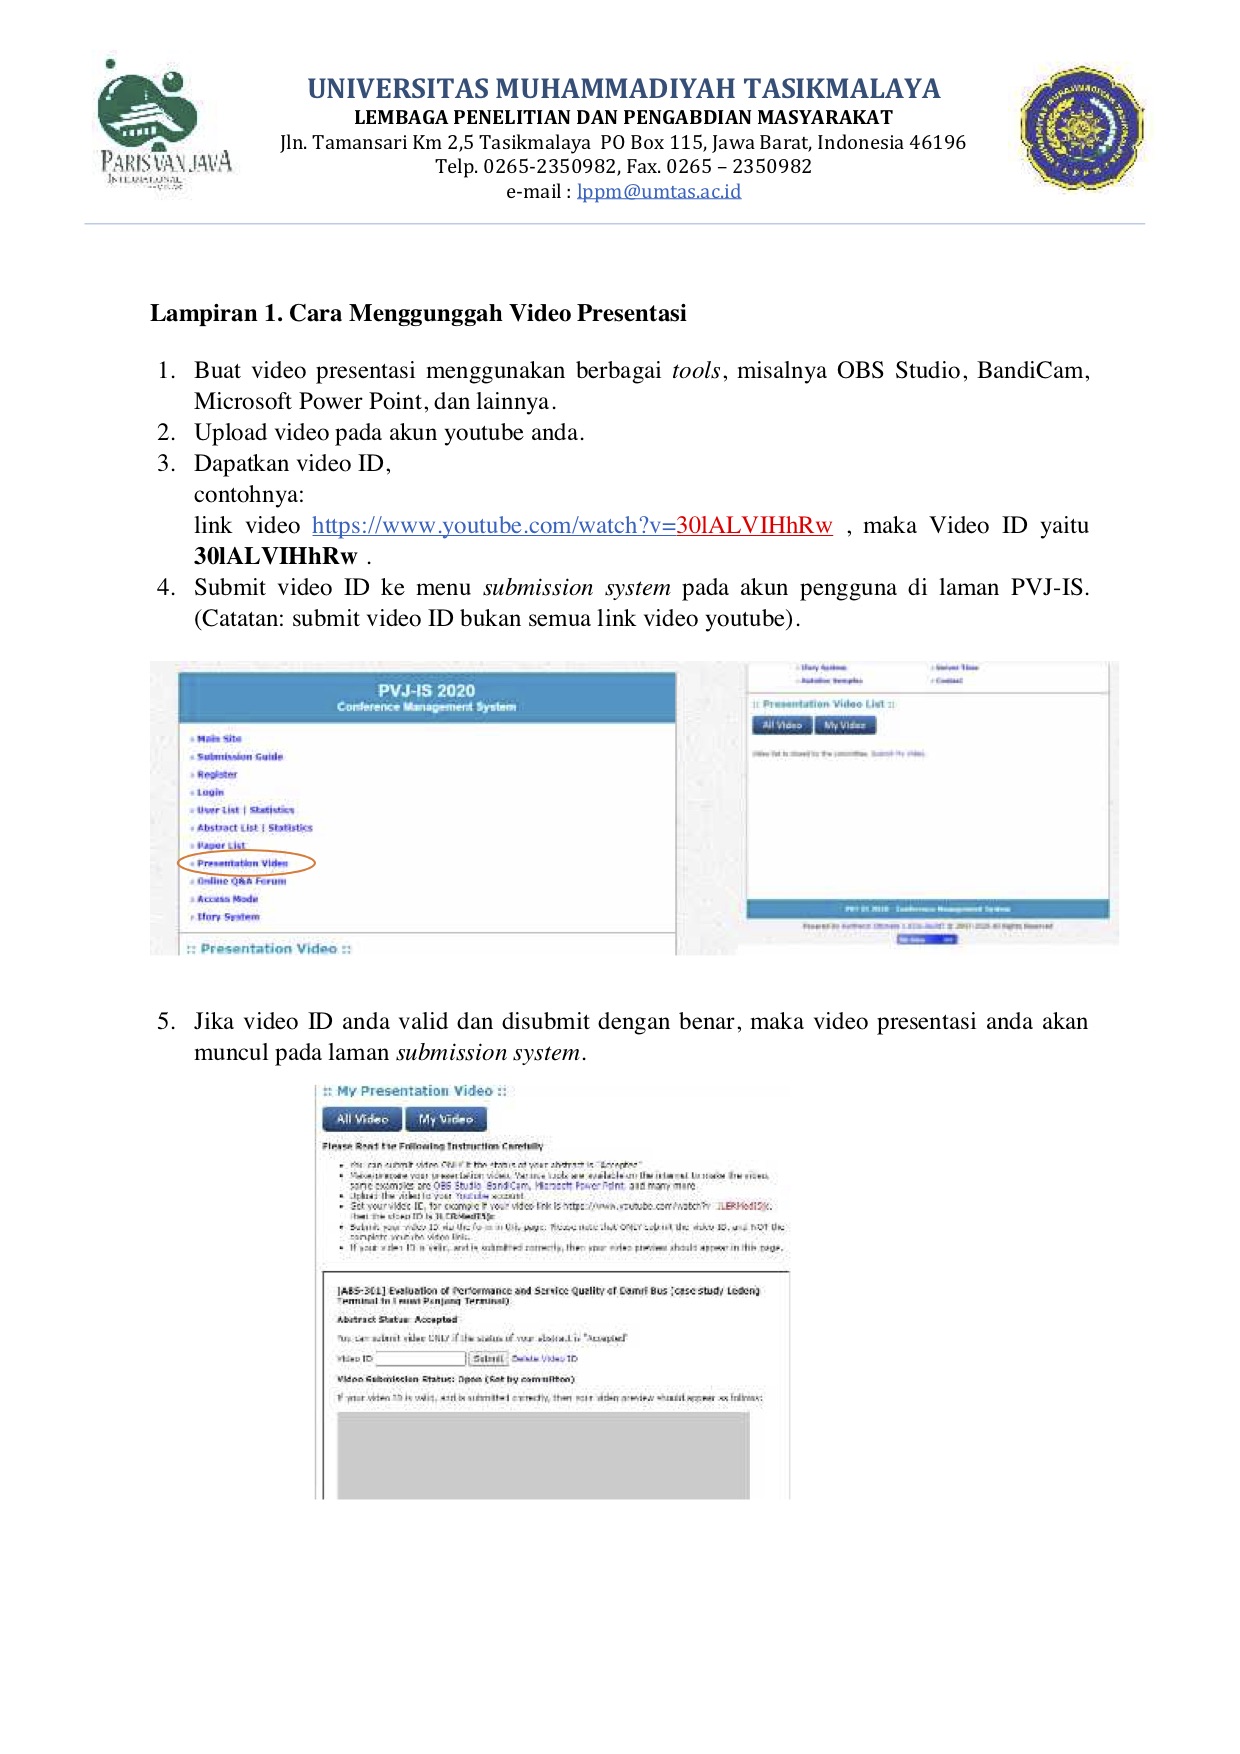 PARIS VAN JAVA
INTERNATIONAL
UNIVERSITAS MUHAMMADIYAH TASIKMALAYA
LEMBAGA PENELITIAN DAN PENGABDIAN MASYARAKAT
Jln. Tamansari Km 2,5 Tasikmalaya PO Box 115, Jawa Barat, Indonesia 46196
Telp. 0265-2350982, Fax. 0265 – 2350982
e-mail : lppm@umtas.ac.id
Lampiran 1. Cara Menggunggah Video Presentasi
1. Buat video presentasi menggunakan berbagai tools, misalnya OBS Studio, BandiCam,
Microsoft Power Point, dan lainnya.
2. Upload video pada akun youtube anda.
3. Dapatkan video ID,
contohnya:
link video https://www.youtube.com/watch?v=30lALVIHhRw , maka Video ID yaitu
30lALVIHhRw .
4. Submit video ID ke menu submission system pada akun pengguna di laman PVJ-IS.
(Catatan: submit video ID bukan semua link video youtube).
PVJ-IS 2020
Conference Management System
Main Site
Submission Guide
Register
Login
User List | Statistics
Abstract List | Statistics
Paper List
Presentation Video
Online Q&A Forum
Access Mode
Ifory System
:: Presentation Video ::
Ifory System
Server Time
Contact
:: Presentation Video List ::
All Video My Video
Video list is closed by the committee. Submit My Video
PVJ-IS 2020 - Conference Management System
5. Jika video ID anda valid dan disubmit dengan benar, maka video presentasi anda akan
muncul pada laman submission system.
:: My Presentation Video ::
All Video My Video
Please Read the Following Instruction Carefully
• You can submit video ONLY if the status of your abstract is "Accepted"
• Make/prepare your presentation video. Various tools are available on the internet to make the video,
some examples are OBS Studio, BandiCam, Microsoft Power Point, and many more
• Upload the video to your Youtube account
• Get your video ID, for example if your video link is https://www.youtube.com/watch?v
then the video ID is
• Submit your video ID via the form in this page. Please note that ONLY submit the video ID, and NOT the
complete youtube video link.
• If your video ID is valid, and is submitted correctly, then your video preview should appear in this page.
[ABS-301] Evaluation of Performance and Service Quality of Damri Bus (case study Ledeng
Terminal to Leuwi Panjang Terminal)
Abstract Status: Accepted
You can submit video ONLY if the status of your abstract is "Accepted"
Video ID Submit Delete Video ID
Video Submission Status: Open (Set by committee)
If your video ID is valid, and is submitted correctly, then your video preview should appear as follows: